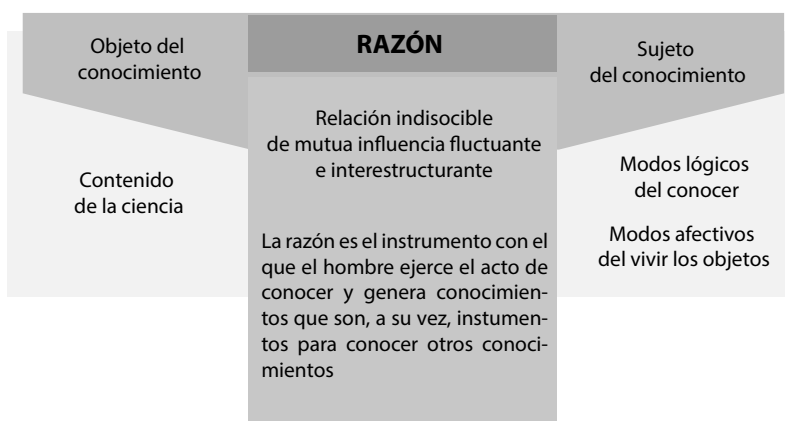 Objeto del
conocimiento
Contenido
de la ciencia
RAZÓN
Relación indisocible
de mutua influencia fluctuante
e interestructurante
La razón es el instrumento con el
que el hombre ejerce el acto de
conocer y genera conocimien-
tos que son, a su vez, instumen-
tos para conocer otros conoci-
mientos
Sujeto
del conocimiento
Modos lógicos
del conocer
Modos afectivos
del vivir los objetos